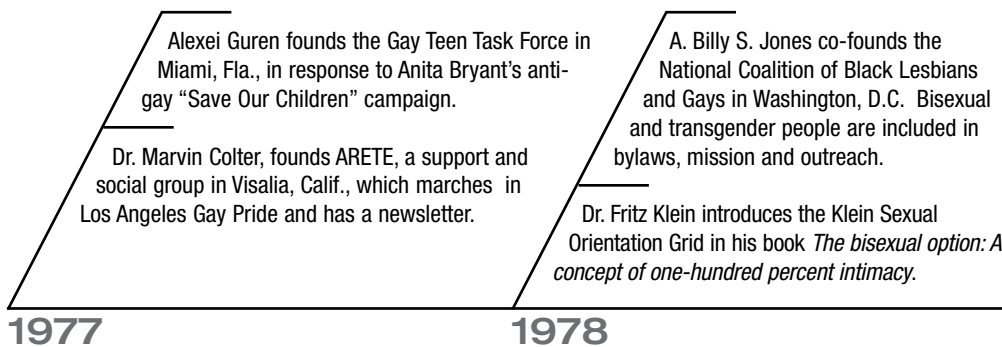 Alexei Guren founds the Gay Teen Task Force in
Miami, Fla., in response to Anita Bryant’s anti-
gay “Save Our Children” campaign.
Dr. Marvin Colter, founds ARETE, a support and
social group in Visalia, Calif., which marches in
Los Angeles Gay Pride and has a newsletter.
1977
A. Billy S. Jones co-founds the
National Coalition of Black Lesbians
and Gays in Washington, D.C. Bisexual
and transgender people are included in
bylaws, mission and outreach.
Dr. Fritz Klein introduces the Klein Sexual
Orientation Grid in his book The bisexual option: A
concept of one-hundred percent intimacy.
1978